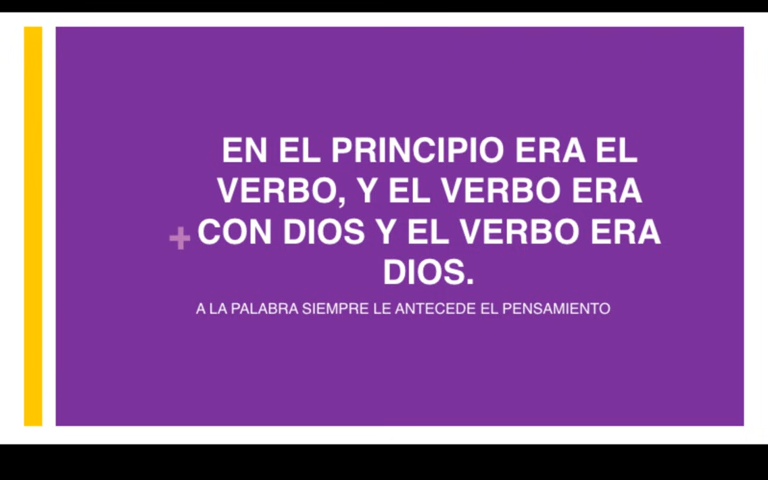 EN EL PRINCIPIO ERA EL
VERBO, Y EL VERBO ERA
+ CON DIOS Y EL VERBO ERA
DIOS.
A LA PALABRA SIEMPRE LE ANTECEDE EL PENSAMIENTO